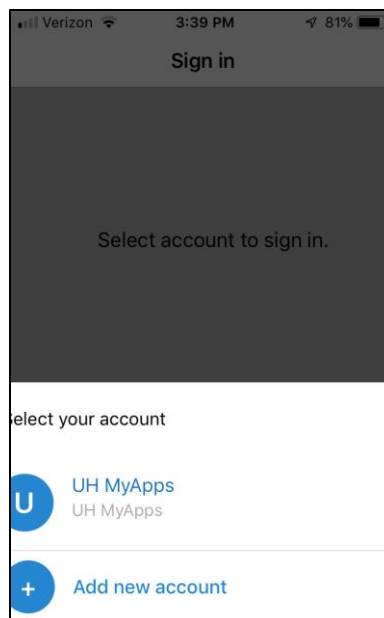 Verizon 3:39 PM 81%
Sign in
Select account to sign in.
Select your account
U
UH MyApps
UH MyApps
+
Add new account